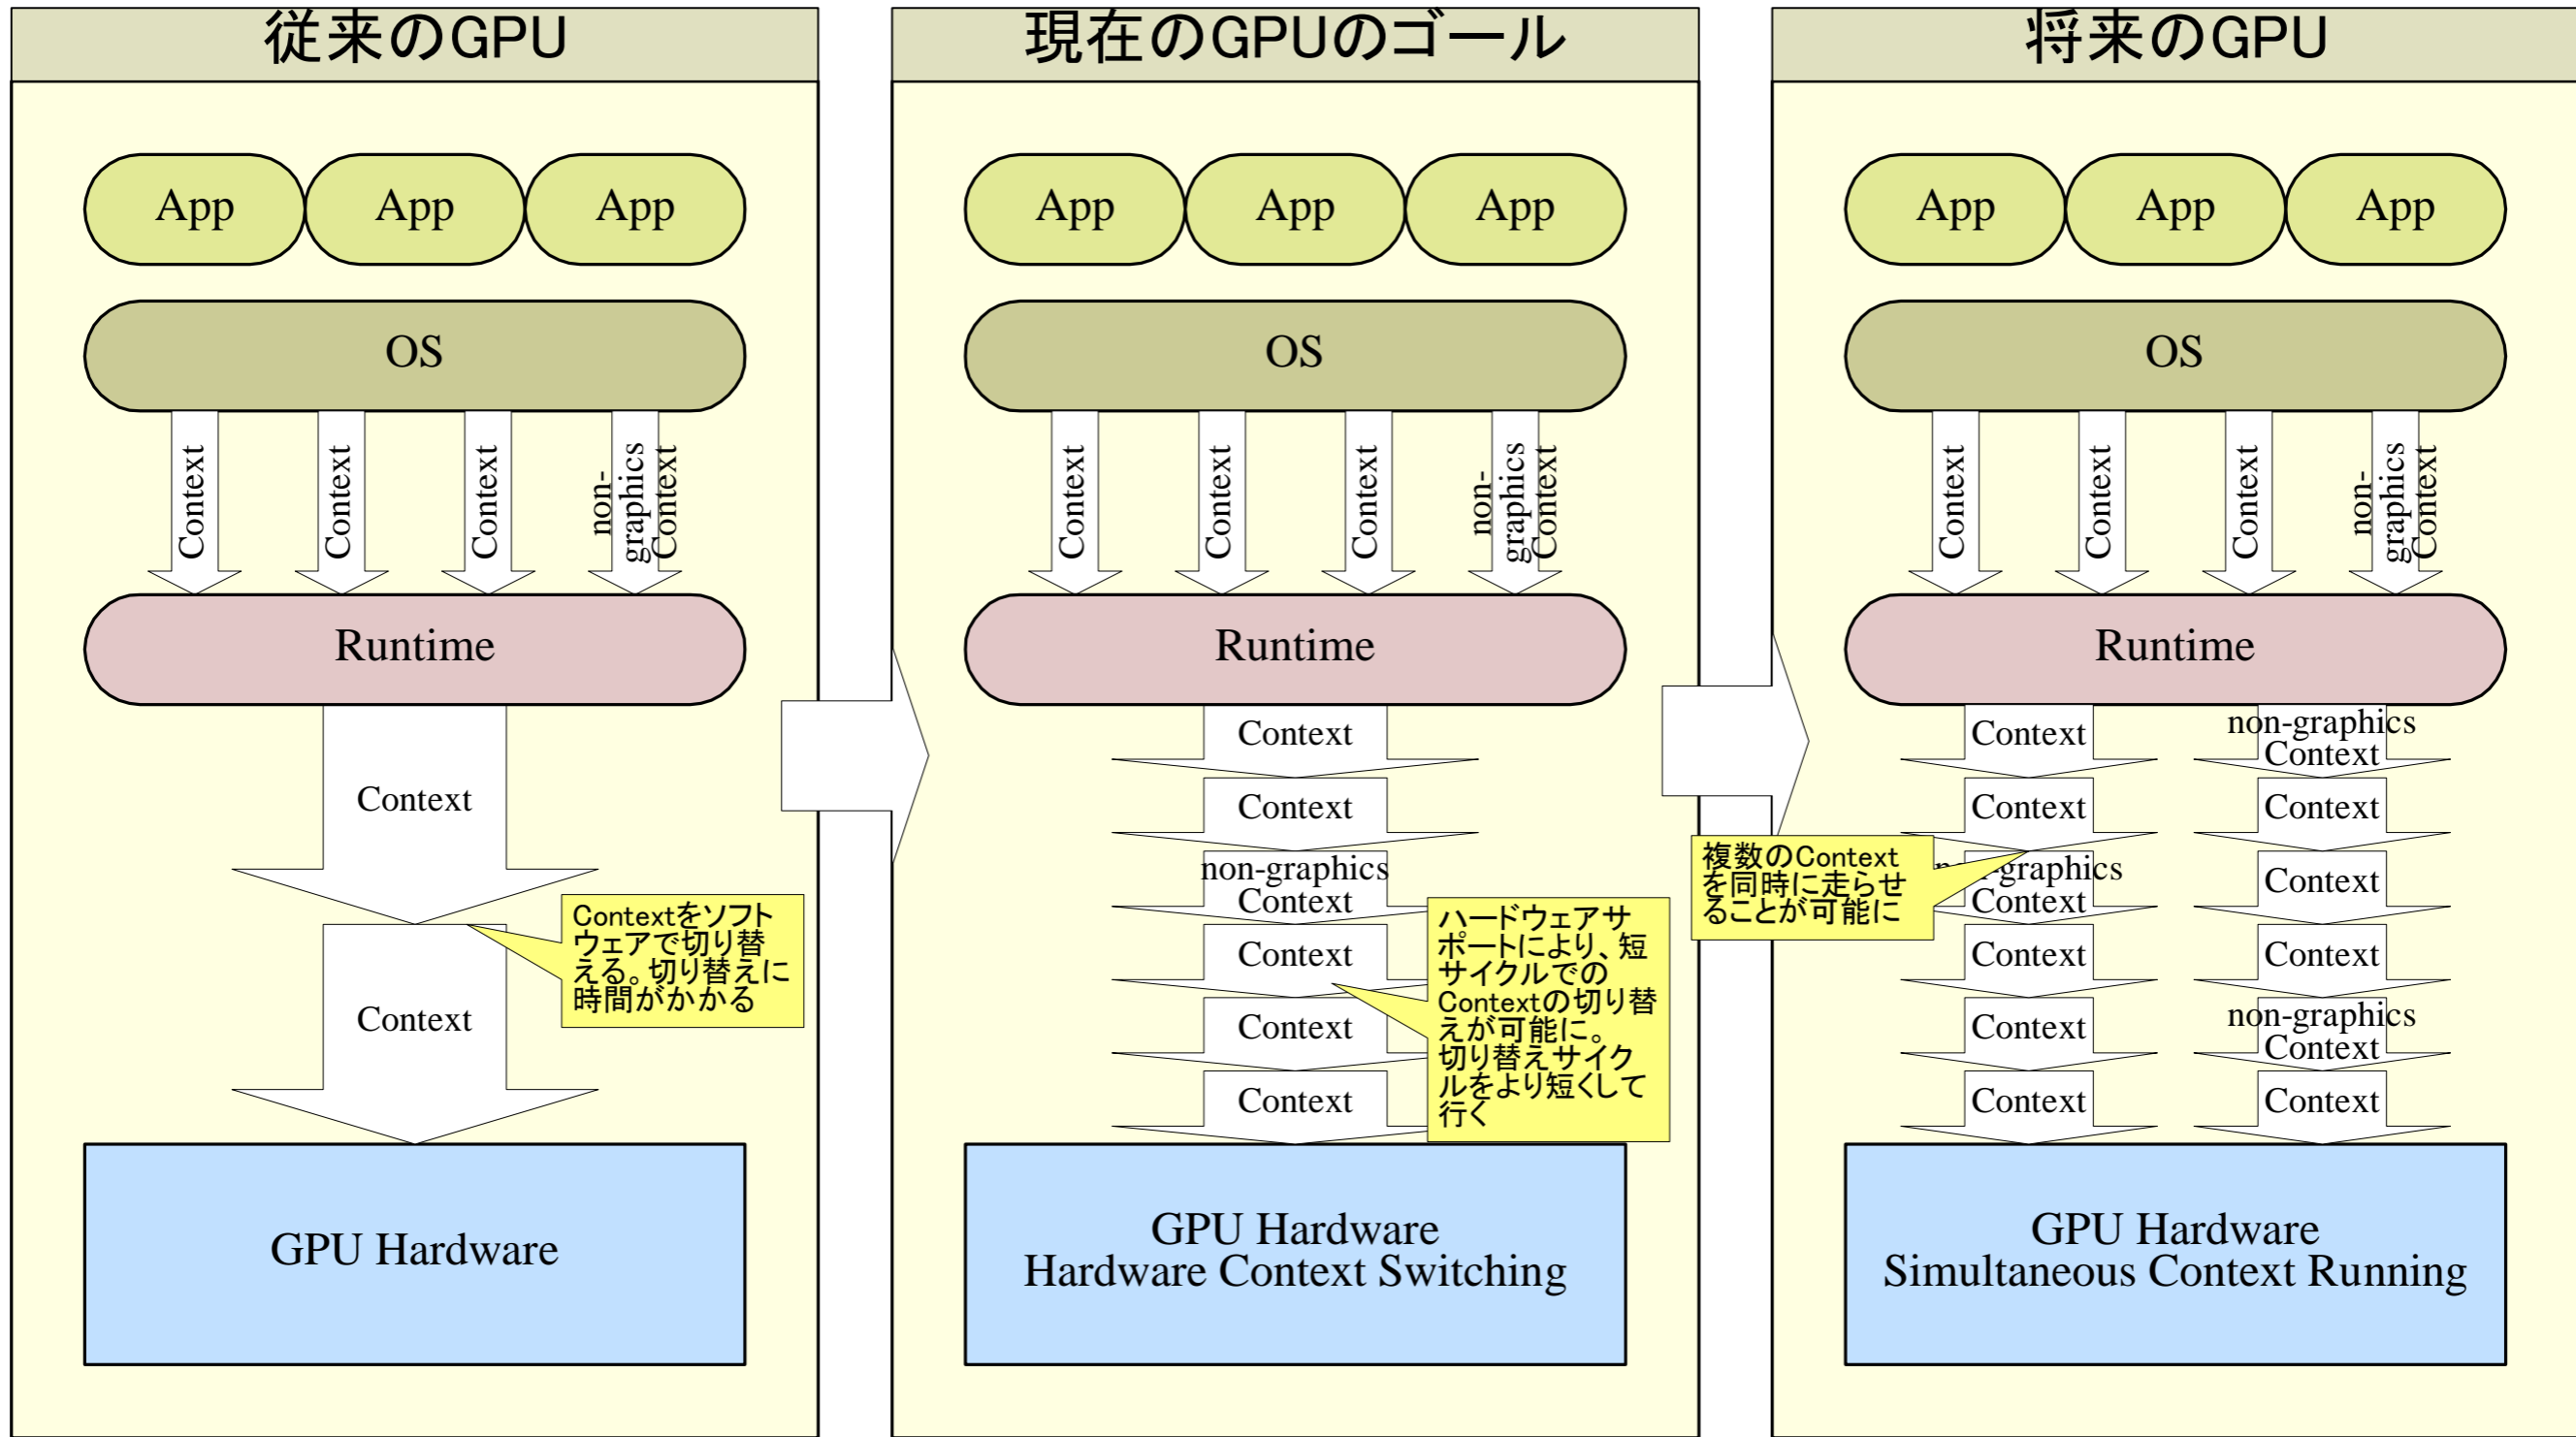 従来のGPU
App
App
App
OS
Context
Context
Context
non-
graphics
Context
Runtime
Context
Contextをソフト
ウェアで切り替
える。切り替えに
時間がかかる
Context
GPU Hardware
現在のGPUのゴール
App
App
App
OS
Context
Context
Context
non-
graphics
Context
Runtime
Context
Context
non-graphics
Context
Context
Context
Context
ハードウェアサ
ポートにより、短
サイクルでの
Contextの切り替
えが可能に。
切り替えサイク
ルをより短くして
行く
GPU Hardware
Hardware Context Switching
将来のGPU
App
App
App
OS
Context
Context
Context
non-
graphics
Context
Runtime
Context
Context
複数のContext
を同時に走らせ
ることが可能に
graphics
Context
Context
Context
Context
non-graphics
Context
Context
Context
Context
non-graphics
Context
Context
GPU Hardware
Simultaneous Context Running